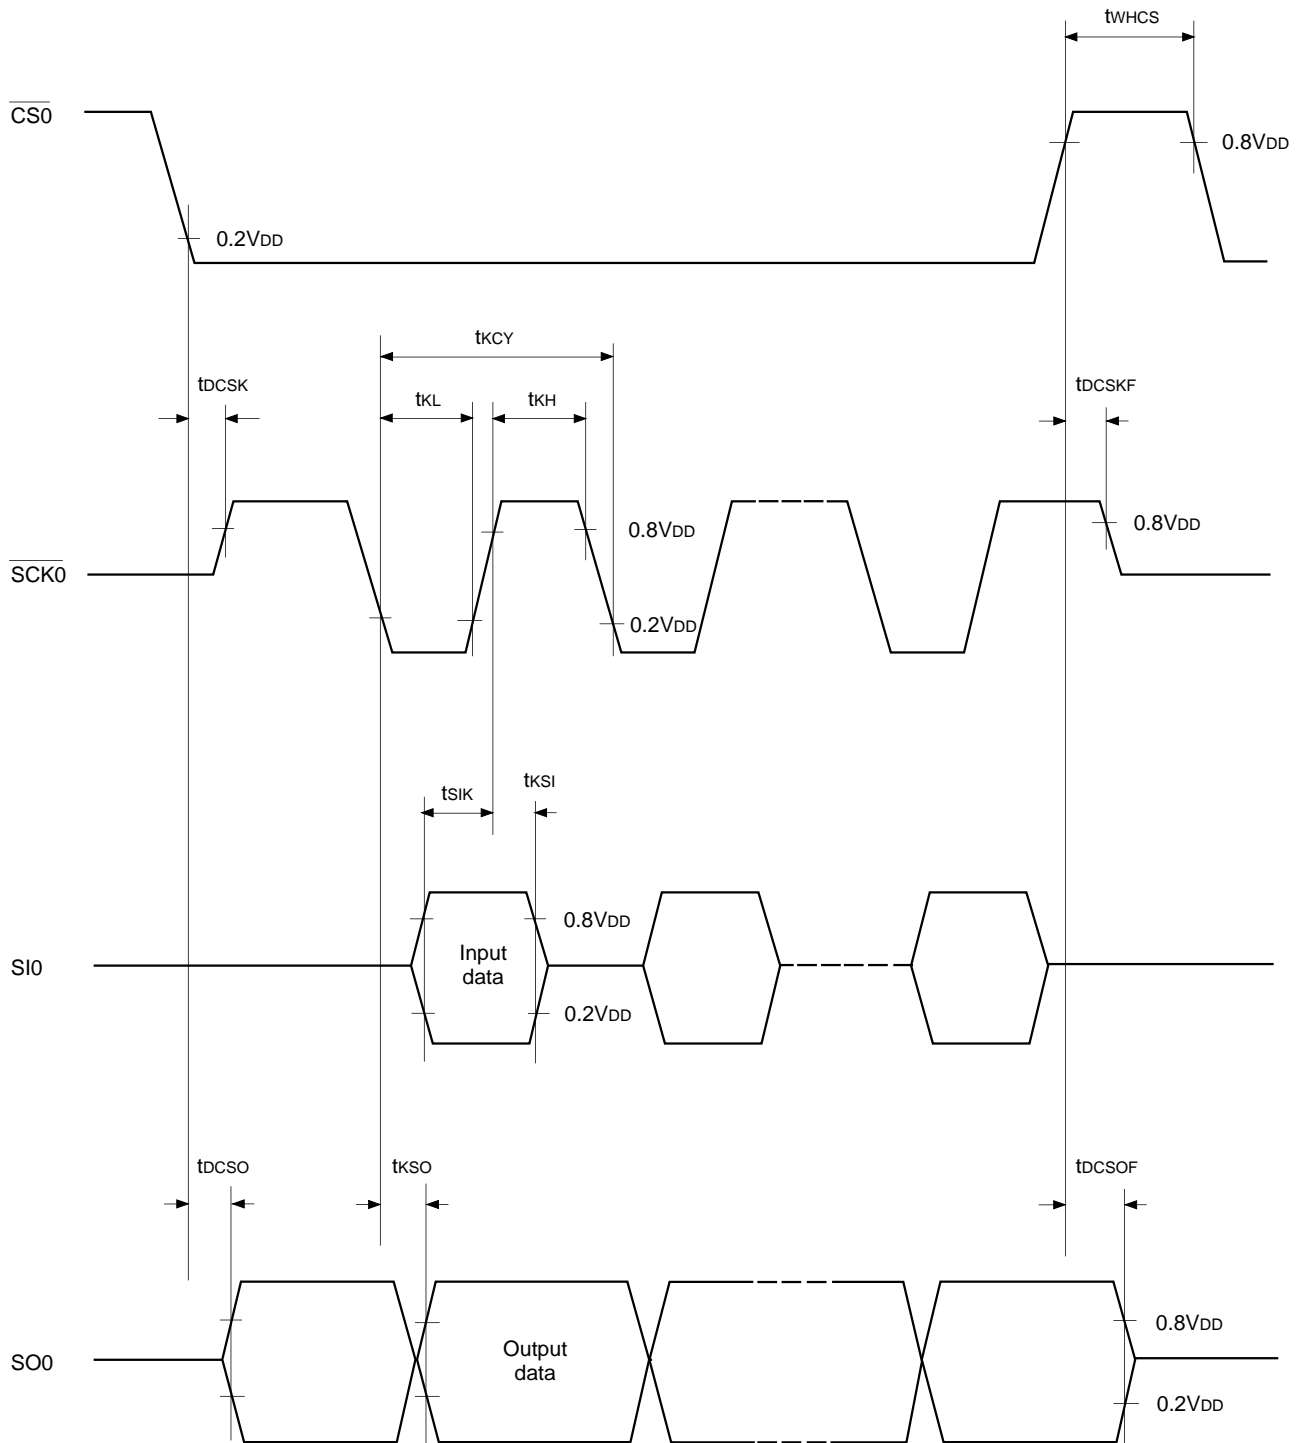 tWHCS
CS0
0.8VDD
0.2VDD
tKCY
tDCSK
tKL
tKH
tDCSKF
0.8VDD
0.8VDD
SCK0
0.2VDD
tKSI
tSIK
0.8VDD
Input
data
SI0
0.2VDD
tDCSO
tKSO
tDCSOF
0.8VDD
Output
data
SO0
0.2VDD